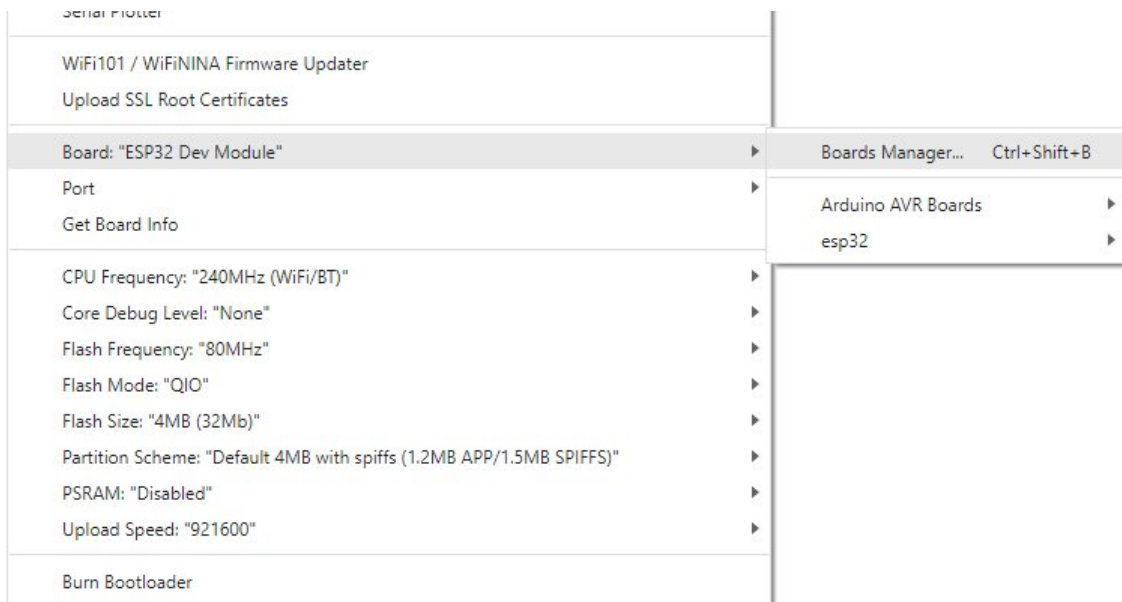 Serial Plotter
WiFi101 / WiFiNINA Firmware Updater
Upload SSL Root Certificates
Board: "ESP32 Dev Module"
Port
Get Board Info
CPU Frequency: "240MHz (WiFi/BT)"
Core Debug Level: "None"
Flash Frequency: "80MHz"
Flash Mode: "QIO"
Flash Size: "4MB (32Mb)"
Partition Scheme: "Default 4MB with spiffs (1.2MB APP/1.5MB SPIFFS)"
PSRAM: "Disabled"
Upload Speed: "921600"
Burn Bootloader
Boards Manager... Ctrl+Shift+B
Arduino AVR Boards
esp32